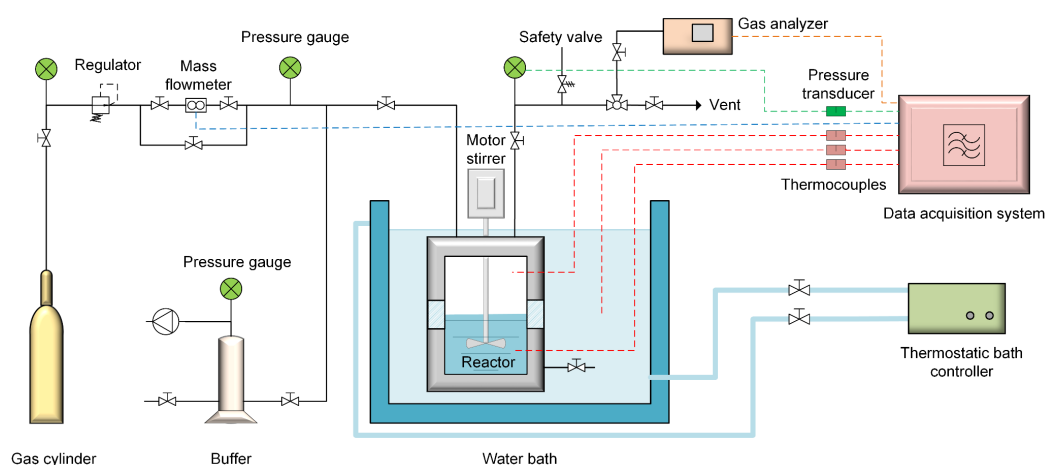 Pressure gauge
Safety valve
Gas analyzer
Regulator
Mass
flowmeter
Pressure
transducer
Vent
Motor
stirrer
Thermocouples
Data acquisition system
Pressure gauge
Reactor
Thermostatic bath
controller
Gas cylinder
Buffer
Water bath